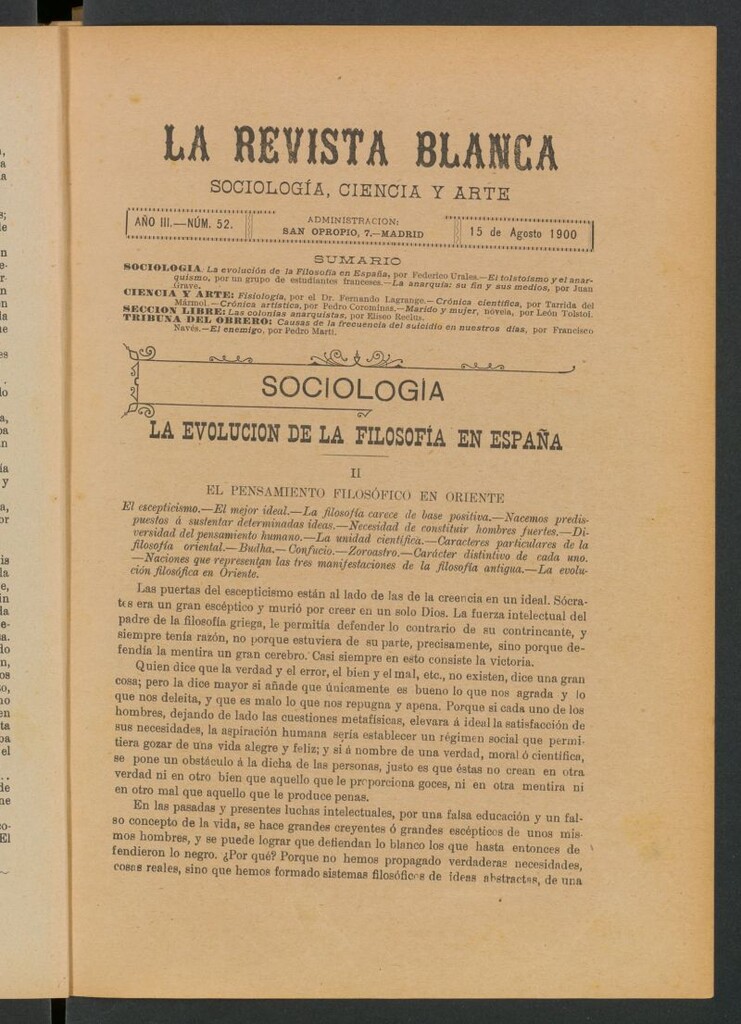 LA REVISTA BLANCA
SOCIOLOGÍA, CIENCIA Y ARTE
AÑO III.—NÚM. 52.
ADMINISTRACION:
SAN OPROPIO, 7.—MADRID
15 de Agosto 1900
SUMARIO
SOCIOLOGIA: La evolución de la Filosofía en España, por Federico Urales.—El tolstoismo y el anar-
quismo, por un grupo de estudiantes franceses.—La anarquía: su fin y sus medios, por Juan
Grave.
CIENCIA Y ARTE: Fisiología, por el Dr. Fernando Lagrange.—Crónica científica, por Tarrida del
Mármol.—Crónica artística, por Pedro Corominas.—Marido y mujer, novela, por León Tolstoi.
SECCION LIBRE: Las colonias anarquistas, por Eliseo Reclus.
TRIBUNA DEL OBRERO: Causas de la frecuencia del suicidio en nuestros días, por Francisco
Navés.—El enemigo, por Pedro Martí.
SOCIOLOGÍA
LA EVOLUCION DE LA FILOSOFÍA EN ESPAÑA
II
EL PENSAMIENTO FILOSÓFICO EN ORIENTE
El escepticismo.—El mejor ideal.—La filosofía carece de base positiva.—Nacemos predis-
puestos á sustentar determinadas ideas.—Necesidad de constituir hombres fuertes.—Di-
versidad del pensamiento humano.—La unidad científica.—Caracteres particulares de la
filosofía oriental.—Budha.—Confucio.—Zoroastro.—Carácter distintivo de cada uno.
—Naciones que representan las tres manifestaciones de la filosofía antigua.—La evolu-
ción filosófica en Oriente.
Las puertas del escepticismo están al lado de las de la creencia en un ideal. Sócra-
tes era un gran escéptico y murió por creer en un solo Dios. La fuerza intelectual del
padre de la filosofía griega, le permitía defender lo contrario de su contrincante, y
siempre tenía razón, no porque estuviera de su parte, precisamente, sino porque de-
fendía la mentira un gran cerebro. Casi siempre en esto consiste la victoria.
Quien dice que la verdad y el error, el bien y el mal, etc., no existen, dice una gran
cosa; pero la dice mayor si añade que únicamente es bueno lo que nos agrada y lo
que nos deleita, y que es malo lo que nos repugna y apena. Porque si cada uno de los
hombres, dejando de lado las cuestiones metafísicas, elevara á ideal la satisfacción de
sus necesidades, la aspiración humana sería establecer un régimen social que permi-
tiera gozar de una vida alegre y feliz; y si á nombre de una verdad, moral ó científica,
se pone un obstáculo á la dicha de las personas, justo es que éstas no crean en otra
verdad ni en otro bien que aquello que le proporciona goces, ni en otra mentira ni
en otro mal que aquello que le produce penas.
En las pasadas y presentes luchas intelectuales, por una falsa educación y un fal-
so concepto de la vida, se hace grandes creyentes ó grandes escépticos de unos mis-
mos hombres, y se puede lograr que defiendan lo blanco los que hasta entonces de-
fendieron lo negro. ¿Por qué? Porque no hemos propagado verdaderas necesidades,
cosas reales, sino que hemos formado sistemas filosóficos de ideas abstractas, de una